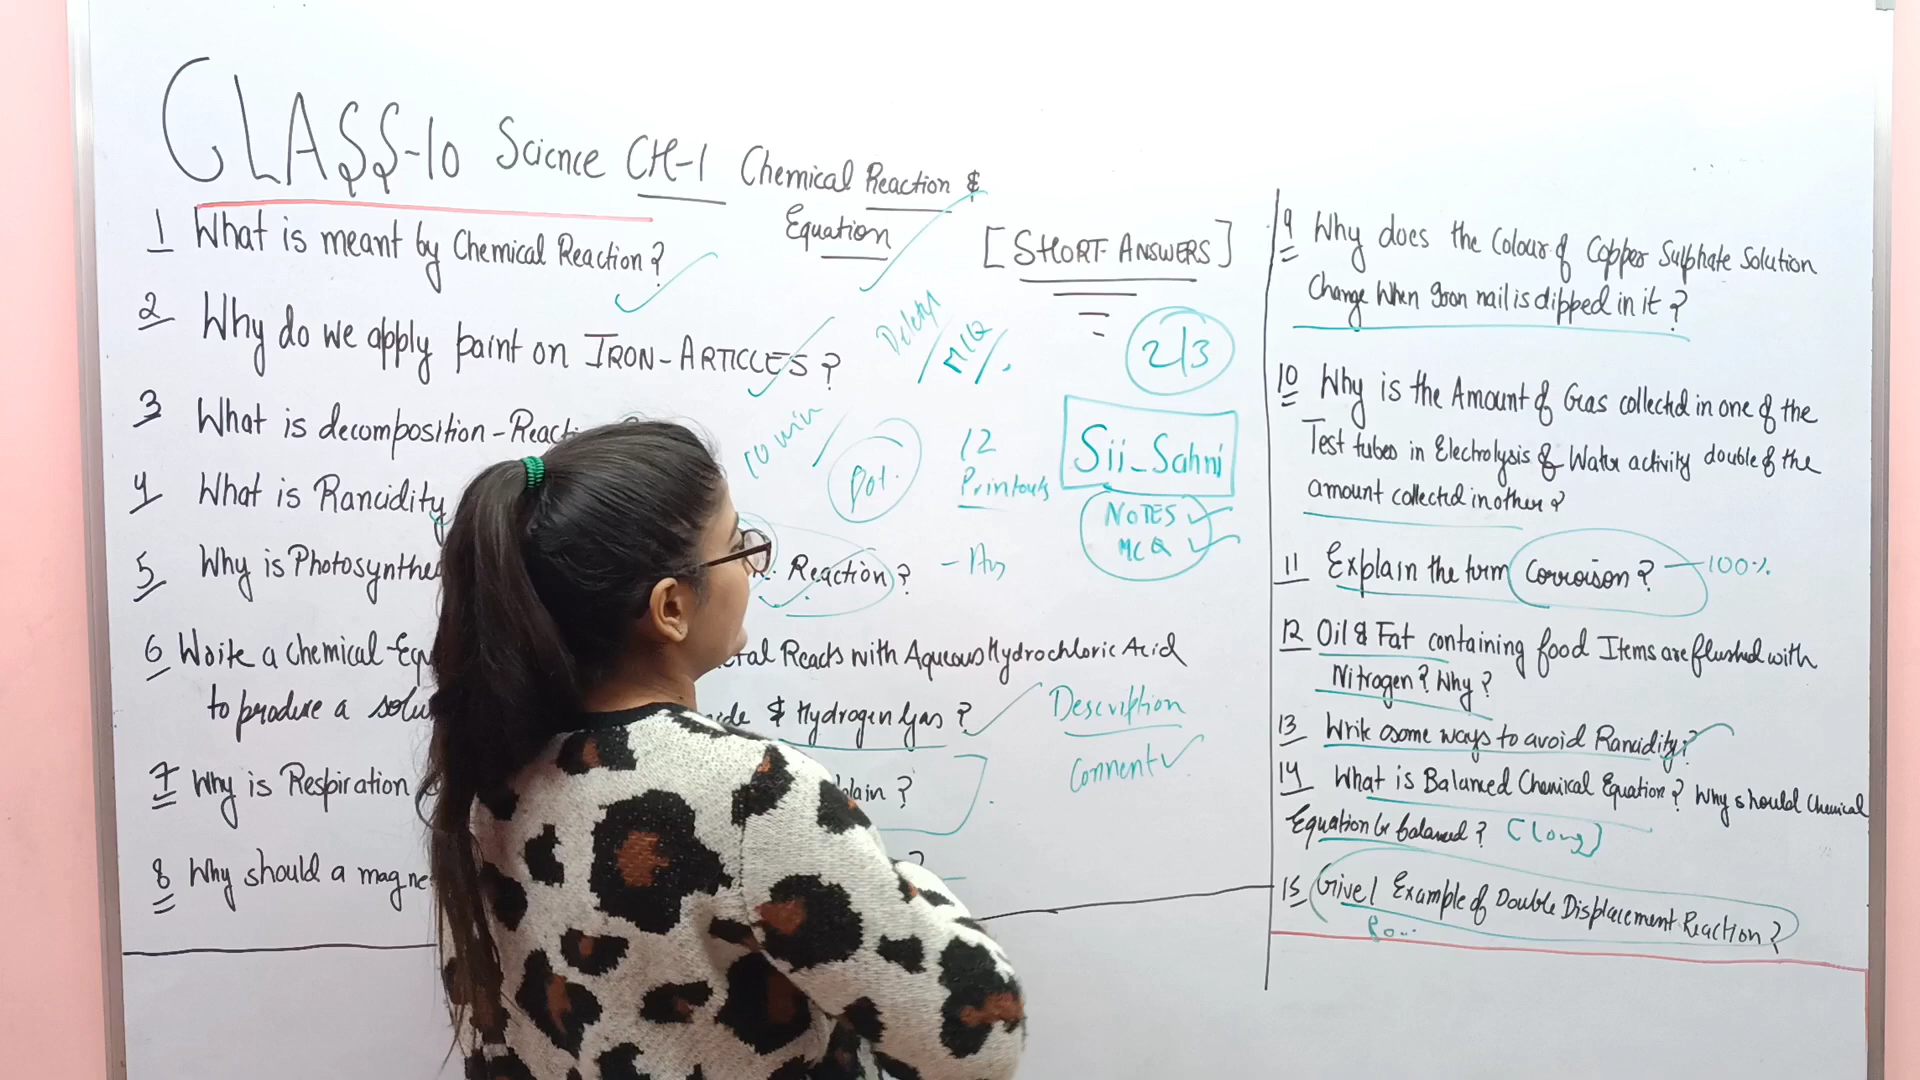 CLASS-10 Science CH-1 Chemical Reaction &
Equation
[SHORT-ANSWERS]
1 What is meant by Chemical Reaction?
2 Why do we apply paint on IRON-ARTICLES?
3 What is decomposition-Reacti
4 What is Rancidity
5 Why is Photosynthe R. Reaction?
6 Write a chemical Equ etal Reacts with Aqueous Hydrochloric Acid
to produce a solu ide & Hydrogen Gas?
7 Why is Respiration plain?
8 Why should a magne ?
MCQ
2/3
10 min
Dot.
12
Printouts
Sii_Sahni
NOTES
MCQ
- Ans
Description
Comment
9 Why does the Colour of Copper Sulphate Solution
Change When Iron nail is dipped in it?
10 Why is the Amount of Gas collected in one of the
Test tubes in Electrolysis of Water activity double of the
amount collected in other?
11 Explain the term Corroison? 100%
12 Oil & Fat containing food Items are flushed with
Nitrogen? Why?
13 Write some ways to avoid Rancidity?
14 What is Balanced Chemical Equation? Why should Chemical
Equation be balanced? (long)
15 Give 1 Example of Double Displacement Reaction?